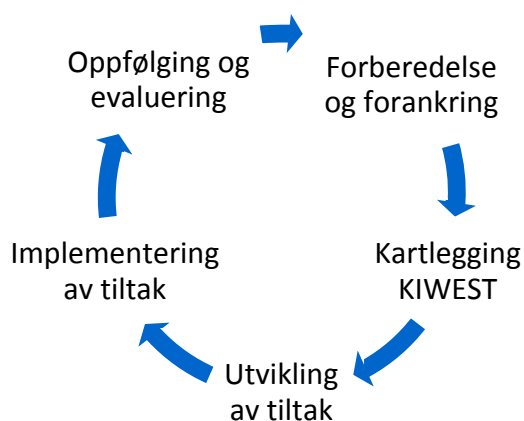 Oppfølging og
evaluering
Forberedelse
og forankring
Kartlegging
KIWEST
Utvikling
av tiltak
Implementering
av tiltak